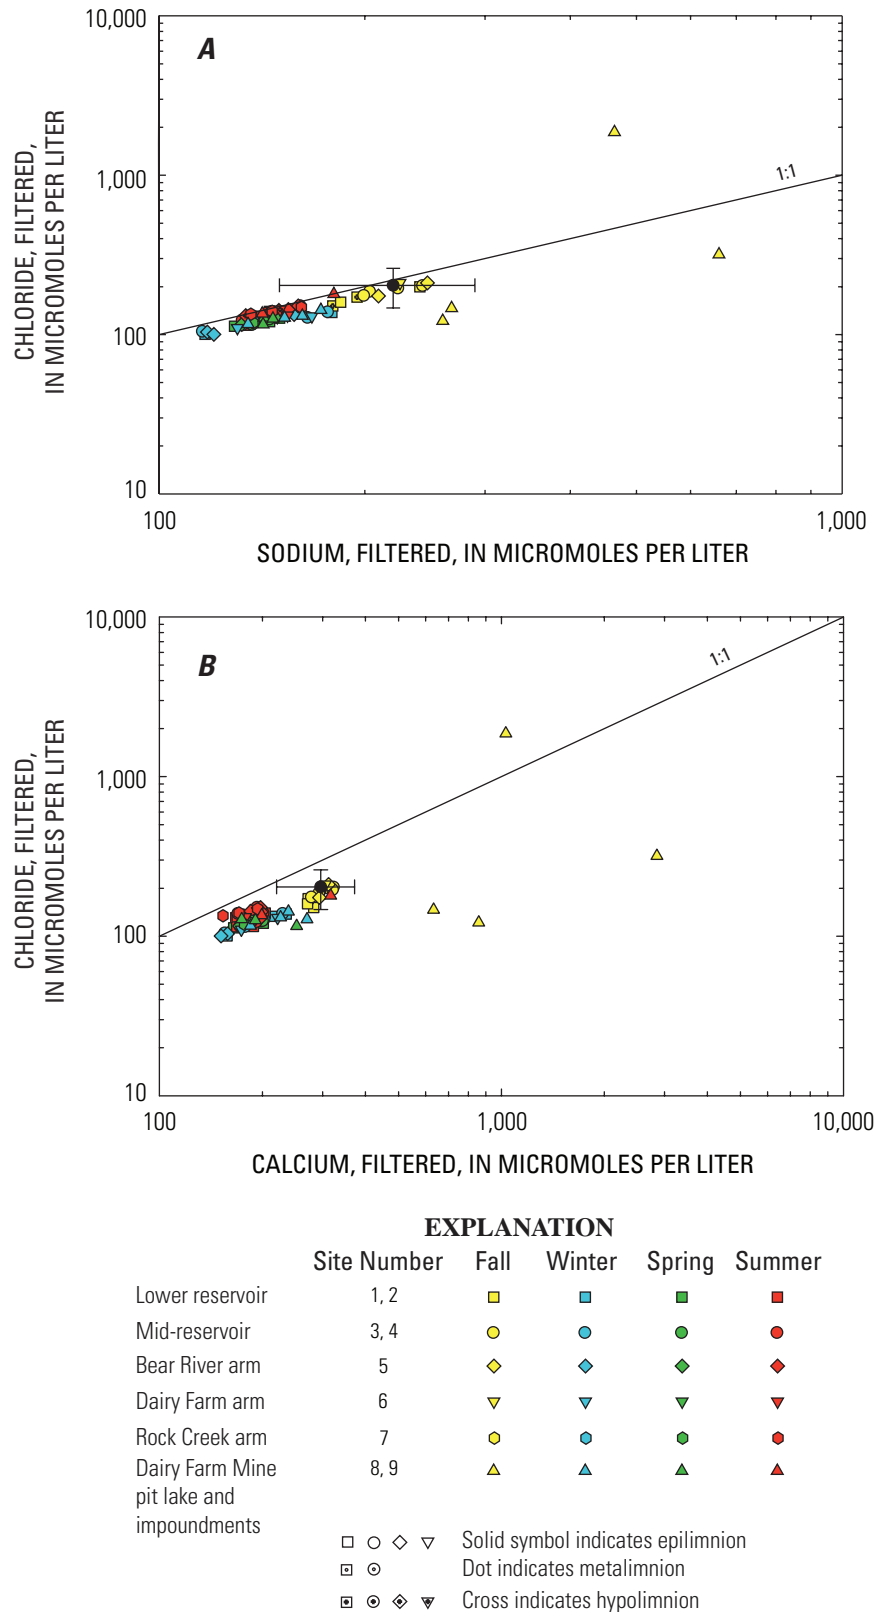 10,000
A
1,000
1:1
100
10
CHLORIDE, FILTERED,
IN MICROMOLES PER LITER
100
1,000
SODIUM, FILTERED, IN MICROMOLES PER LITER
10,000
B
1:1
1,000
100
10
CHLORIDE, FILTERED,
IN MICROMOLES PER LITER
100
1,000
10,000
CALCIUM, FILTERED, IN MICROMOLES PER LITER
EXPLANATION
Site Number Fall Winter Spring Summer
Lower reservoir 1, 2
Mid-reservoir 3, 4
Bear River arm 5
Dairy Farm arm 6
Rock Creek arm 7
Dairy Farm Mine 8, 9
pit lake and
impoundments
Solid symbol indicates epilimnion
Dot indicates metalimnion
Cross indicates hypolimnion